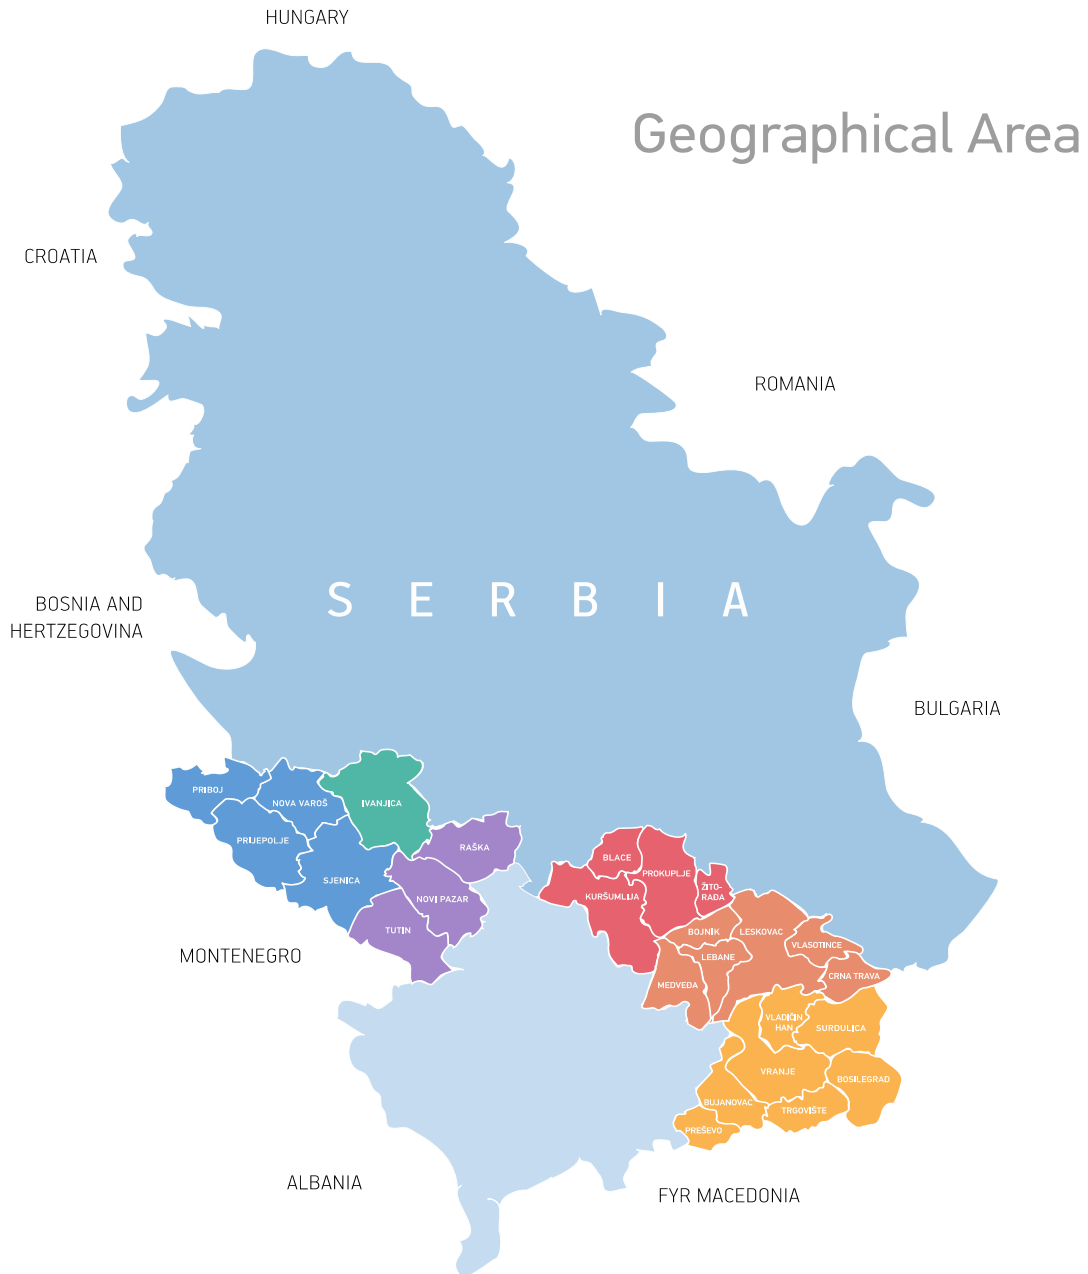 HUNGARY
Geographical Area
CROATIA
ROMANIA
SERBIA
BOSNIA AND
HERTZEGOVINA
BULGARIA
PRIBOJ
NOVA VAROŠ
IVANJICA
PRIJEPOLJE
RAŠKA
SJENICA
NOVI PAZAR
TUTIN
BLACE
PROKUPLJE
KURŠUMLIJA
ŽITO-
RAĐA
BOJNIK
LESKOVAC
VLASOTINCE
LEBANE
MEDVEĐA
CRNA TRAVA
MONTENEGRO
VLADIČIN
HAN
SURDULICA
VRANJE
BOSILEGRAD
BUJANOVAC
TRGOVIŠTE
PREŠEVO
ALBANIA
FYR MACEDONIA